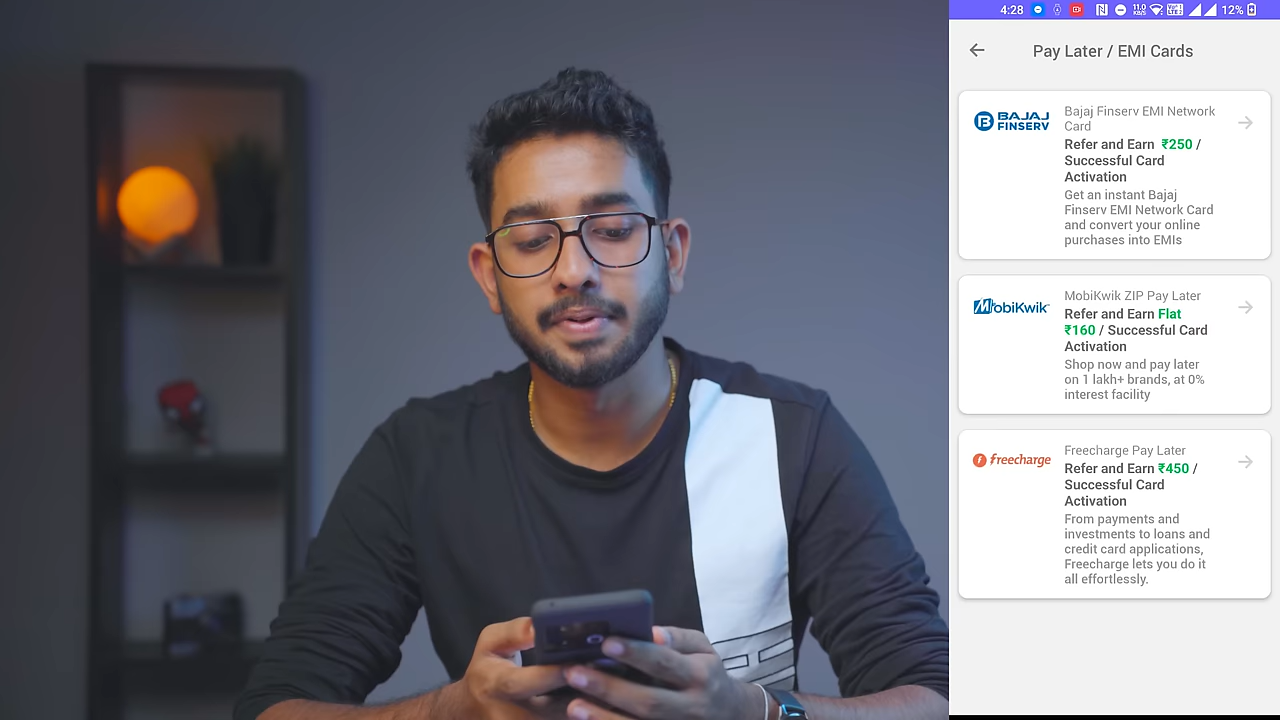 4:28
11.0
KB/S
12%
Pay Later / EMI Cards
BAJAJ
FINSERV
Bajaj Finserv EMI Network
Card
Refer and Earn ₹250 /
Successful Card
Activation
Get an instant Bajaj
Finserv EMI Network Card
and convert your online
purchases into EMIs
MobiKwik
MobiKwik ZIP Pay Later
Refer and Earn Flat
₹160 / Successful Card
Activation
Shop now and pay later
on 1 lakh+ brands, at 0%
interest facility
freecharge
Freecharge Pay Later
Refer and Earn ₹450 /
Successful Card
Activation
From payments and
investments to loans and
credit card applications,
Freecharge lets you do it
all effortlessly.